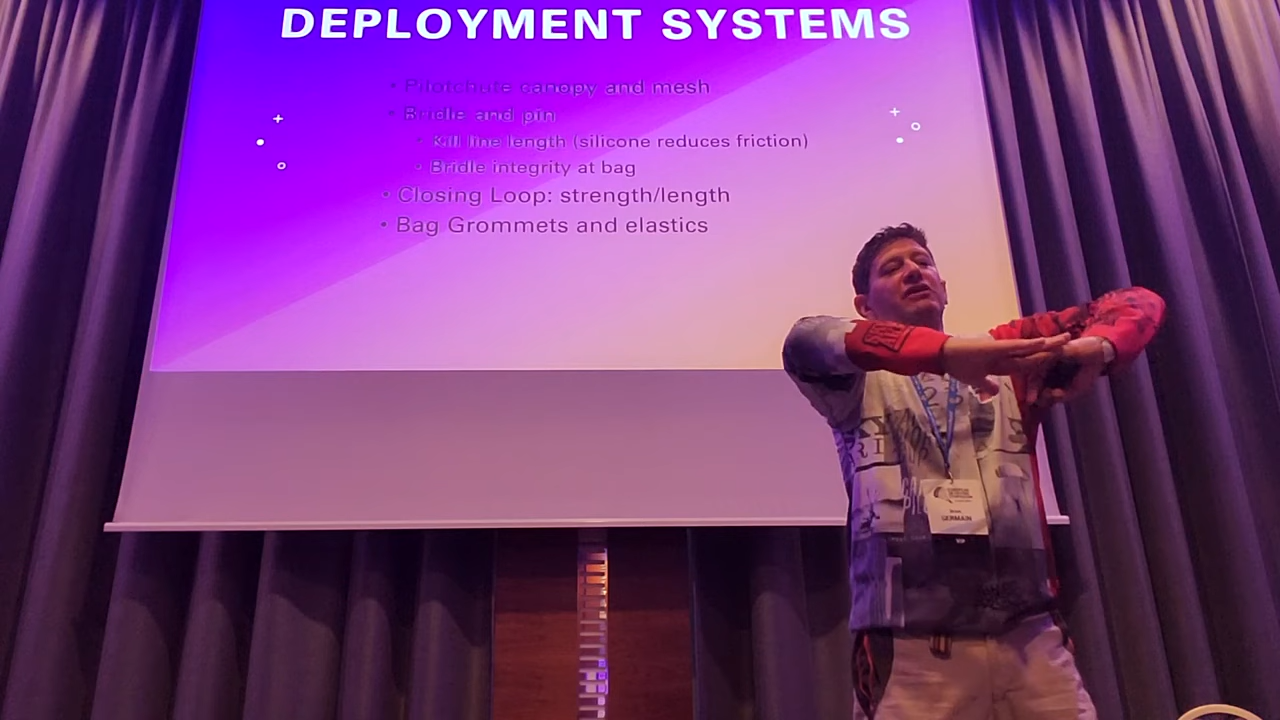 DEPLOYMENT SYSTEMS
• Pilotchute canopy and mesh
• Bridle and pin
• Kill line length (silicone reduces friction)
• Bridle integrity at bag
• Closing Loop: strength/length
• Bag Grommets and elastics
GERMAIN